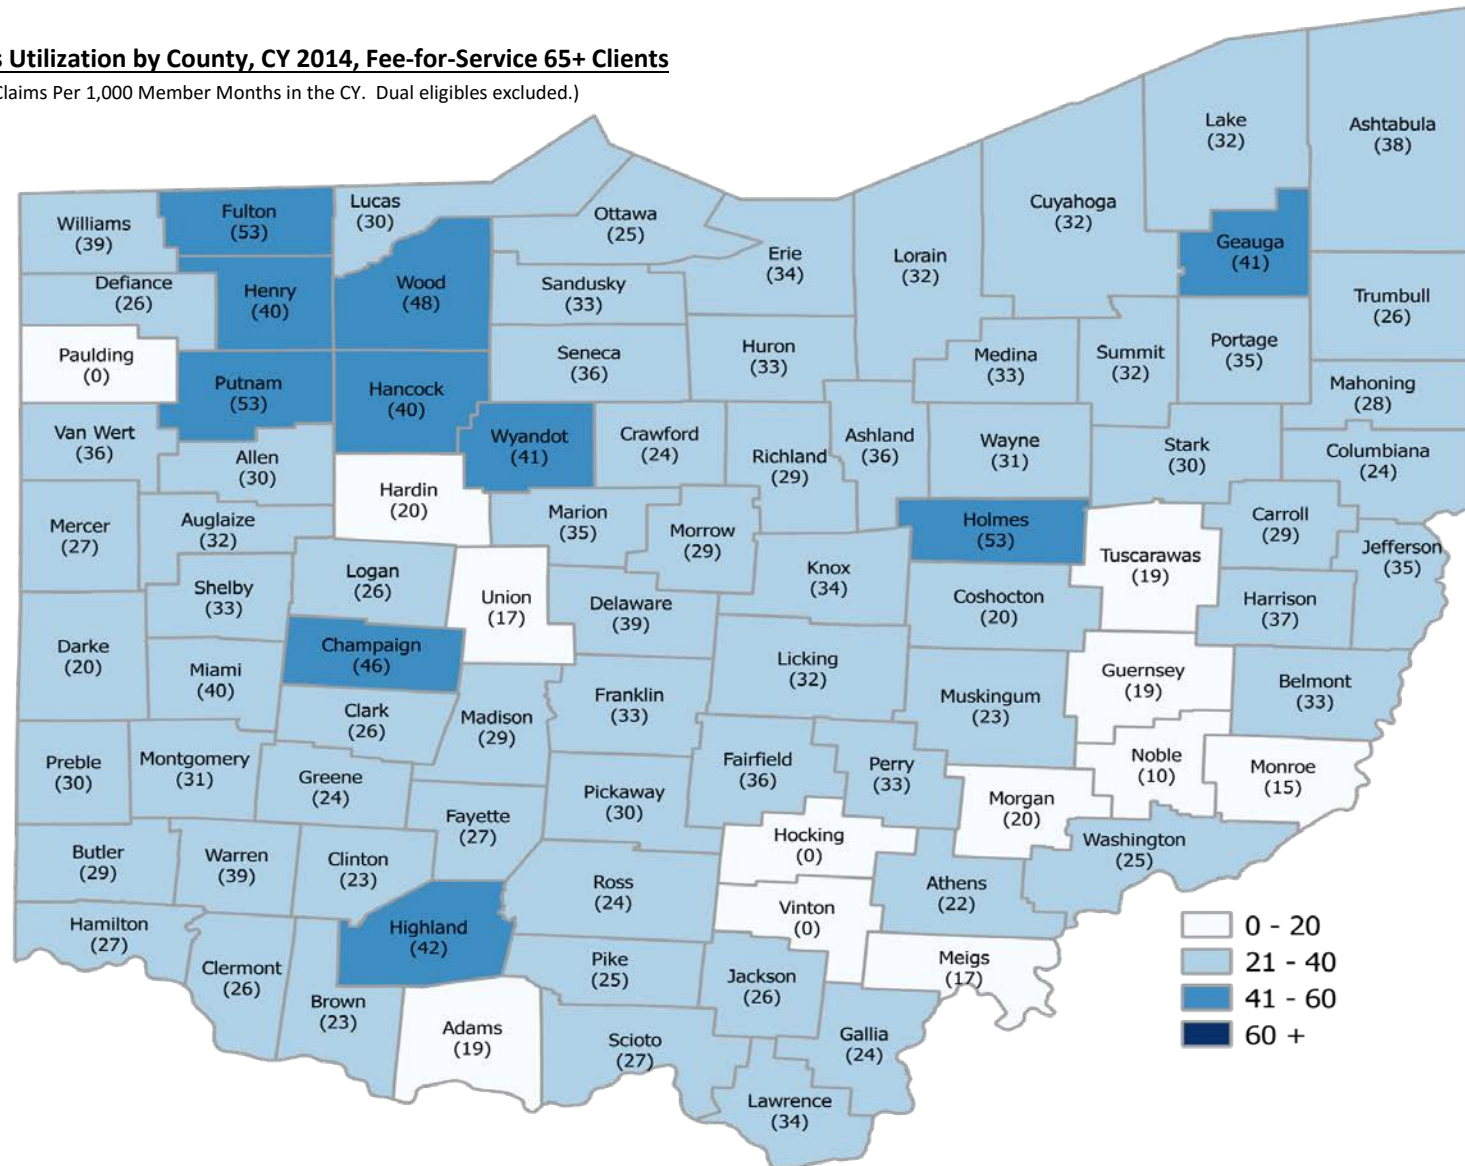 s Utilization by County, CY 2014, Fee-for-Service 65+ Clients
Claims Per 1,000 Member Months in the CY.  Dual eligibles excluded.)
Lake
(32)
Ashtabula
(38)
Cuyahoga
(32)
Geauga
(41)
Williams
(39)
Fulton
(53)
Lucas
(30)
Ottawa
(25)
Erie
(34)
Lorain
(32)
Defiance
(26)
Henry
(40)
Wood
(48)
Sandusky
(33)
Trumbull
(26)
Paulding
(0)
Putnam
(53)
Hancock
(40)
Seneca
(36)
Huron
(33)
Medina
(33)
Summit
(32)
Portage
(35)
Mahoning
(28)
Van Wert
(36)
Allen
(30)
Wyandot
(41)
Crawford
(24)
Richland
(29)
Ashland
(36)
Wayne
(31)
Stark
(30)
Columbiana
(24)
Hardin
(20)
Mercer
(27)
Auglaize
(32)
Marion
(35)
Morrow
(29)
Holmes
(53)
Tuscarawas
(19)
Carroll
(29)
Jefferson
(35)
Shelby
(33)
Logan
(26)
Union
(17)
Delaware
(39)
Knox
(34)
Coshocton
(20)
Harrison
(37)
Darke
(20)
Miami
(40)
Champaign
(46)
Licking
(32)
Guernsey
(19)
Belmont
(33)
Clark
(26)
Madison
(29)
Franklin
(33)
Muskingum
(23)
Preble
(30)
Montgomery
(31)
Greene
(24)
Fayette
(27)
Pickaway
(30)
Fairfield
(36)
Perry
(33)
Morgan
(20)
Noble
(10)
Monroe
(15)
Butler
(29)
Warren
(39)
Clinton
(23)
Hocking
(0)
Washington
(25)
Ross
(24)
Vinton
(0)
Athens
(22)
Hamilton
(27)
Clermont
(26)
Brown
(23)
Highland
(42)
Pike
(25)
Jackson
(26)
Meigs
(17)
Adams
(19)
Scioto
(27)
Gallia
(24)
Lawrence
(34)
0 - 20
21 - 40
41 - 60
60 +